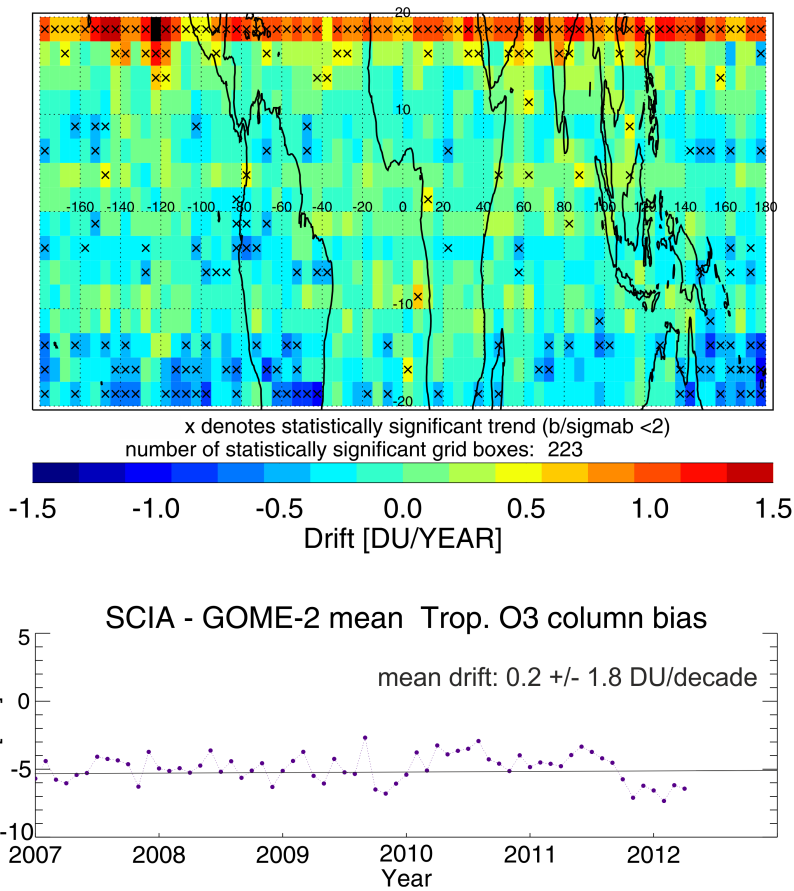 20
10
-160 -140 -120 -100 -80 -60 -40 -20 0 20 40 60 80 100 120 140 160 180
-10
-20
x denotes statistically significant trend (b/sigmab <2)
number of statistically significant grid boxes: 223
-1.5 -1.0 -0.5 0.0 0.5 1.0 1.5
Drift [DU/YEAR]
SCIA - GOME-2 mean Trop. O3 column bias
5
mean drift: 0.2 +/- 1.8 DU/decade
0
-5
-10
2007 2008 2009 2010 2011 2012
Year